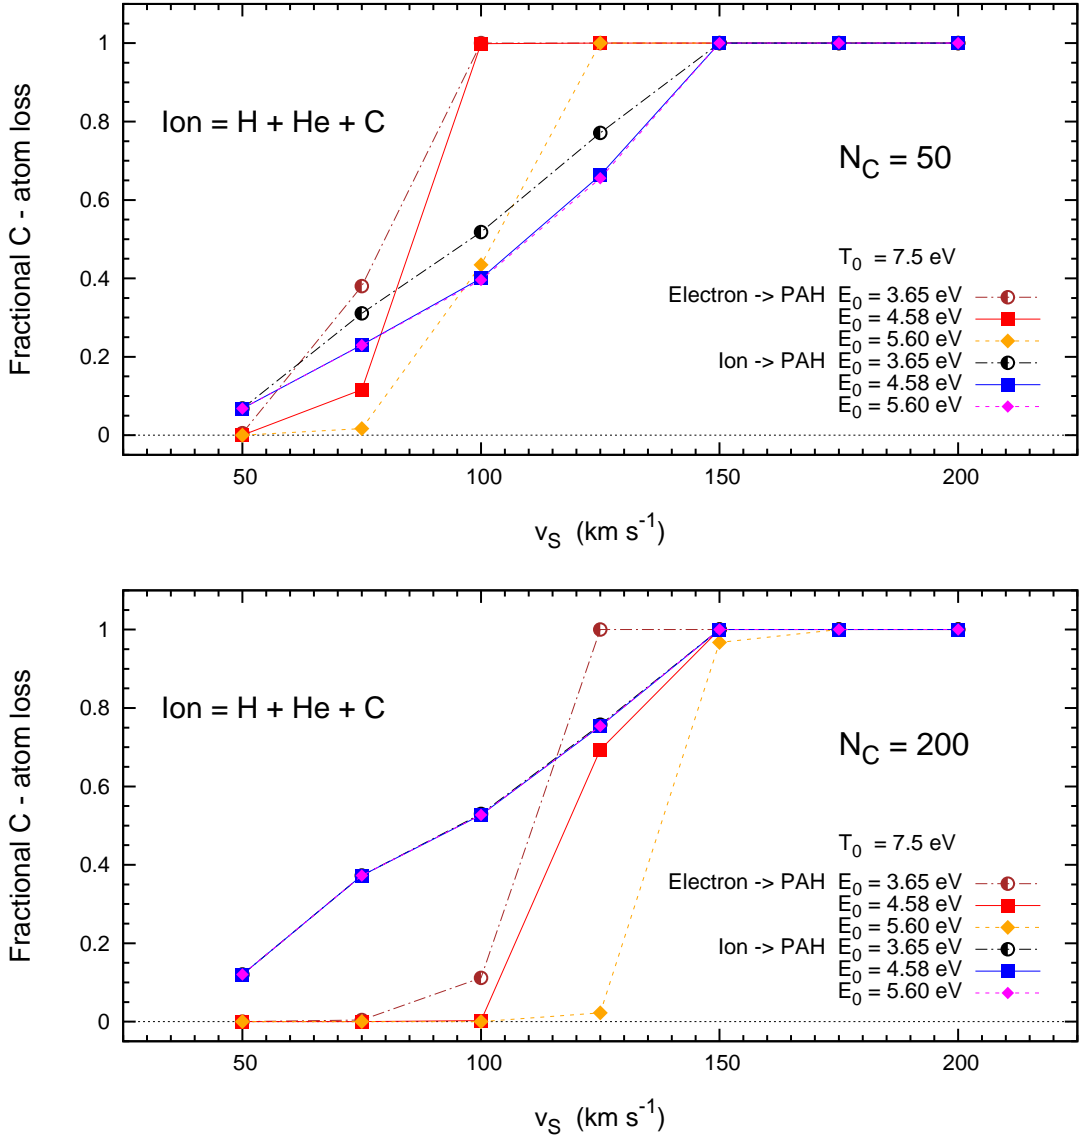 1
0.8
0.6
0.4
0.2
0
Fractional C - atom loss
Ion = H + He + C
N_C = 50
T_0 = 7.5 eV
Electron -> PAH E_0 = 3.65 eV
E_0 = 4.58 eV
E_0 = 5.60 eV
Ion -> PAH E_0 = 3.65 eV
E_0 = 4.58 eV
E_0 = 5.60 eV
50 100 150 200
v_S (km s^-1)
1
0.8
0.6
0.4
0.2
0
Fractional C - atom loss
Ion = H + He + C
N_C = 200
T_0 = 7.5 eV
Electron -> PAH E_0 = 3.65 eV
E_0 = 4.58 eV
E_0 = 5.60 eV
Ion -> PAH E_0 = 3.65 eV
E_0 = 4.58 eV
E_0 = 5.60 eV
50 100 150 200
v_S (km s^-1)